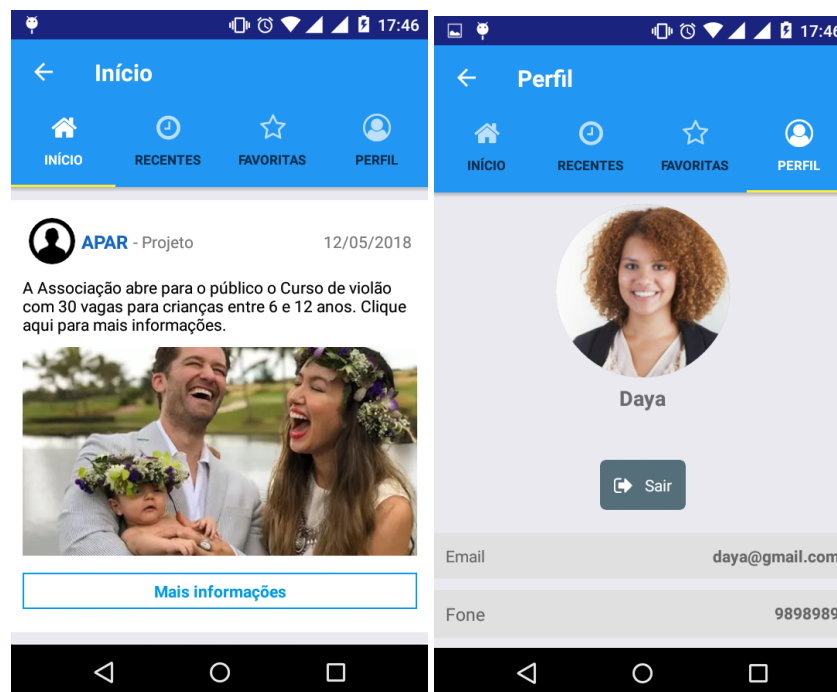 17:46
Início
INÍCIO
RECENTES
FAVORITAS
PERFIL
APAR - Projeto
12/05/2018
A Associação abre para o público o Curso de violão
com 30 vagas para crianças entre 6 e 12 anos. Clique
aqui para mais informações.
Mais informações
17:46
Perfil
INÍCIO
RECENTES
FAVORITAS
PERFIL
Daya
Sair
Email
daya@gmail.com
Fone
9898989